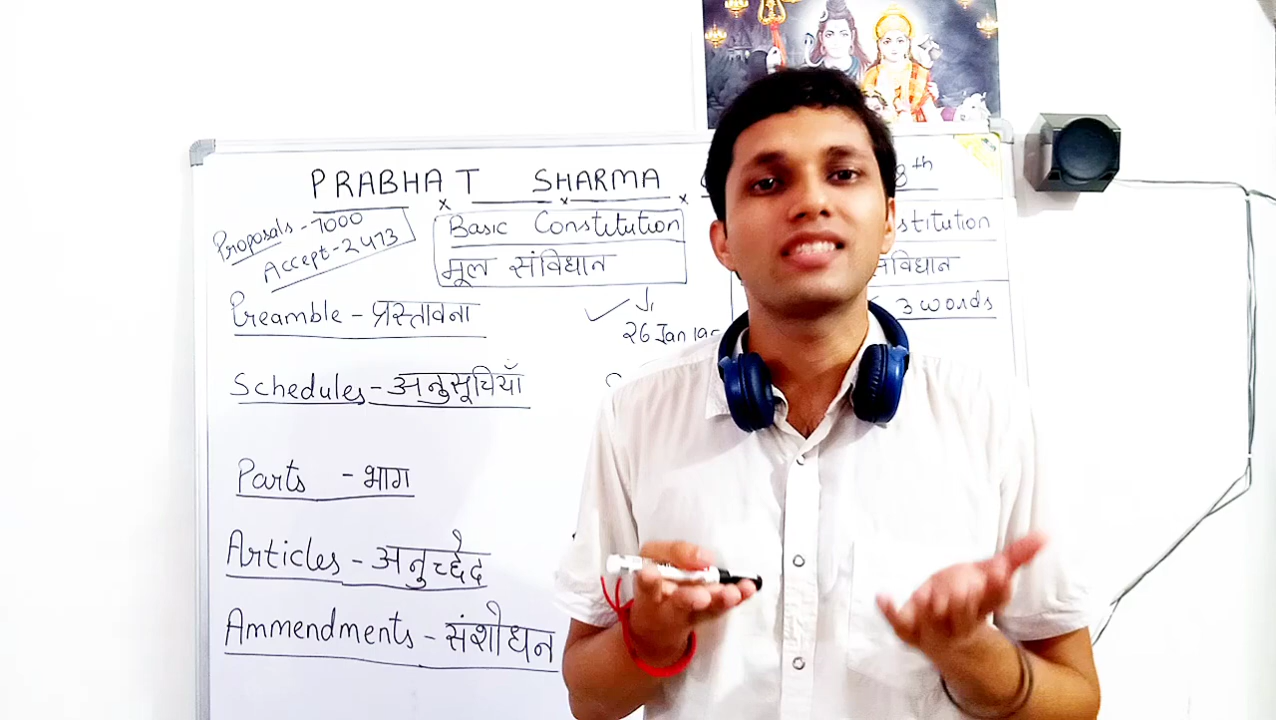 PRABHAT SHARMA 8th
Proposals - 7000
Accept - 2473
Basic Constitution
मूल संविधान
stitution
विधान
3 words
26 Jan
Preamble - प्रस्तावना
Schedules - अनुसूचियाँ
Parts - भाग
Articles - अनुच्छेद
Ammendments - संशोधन